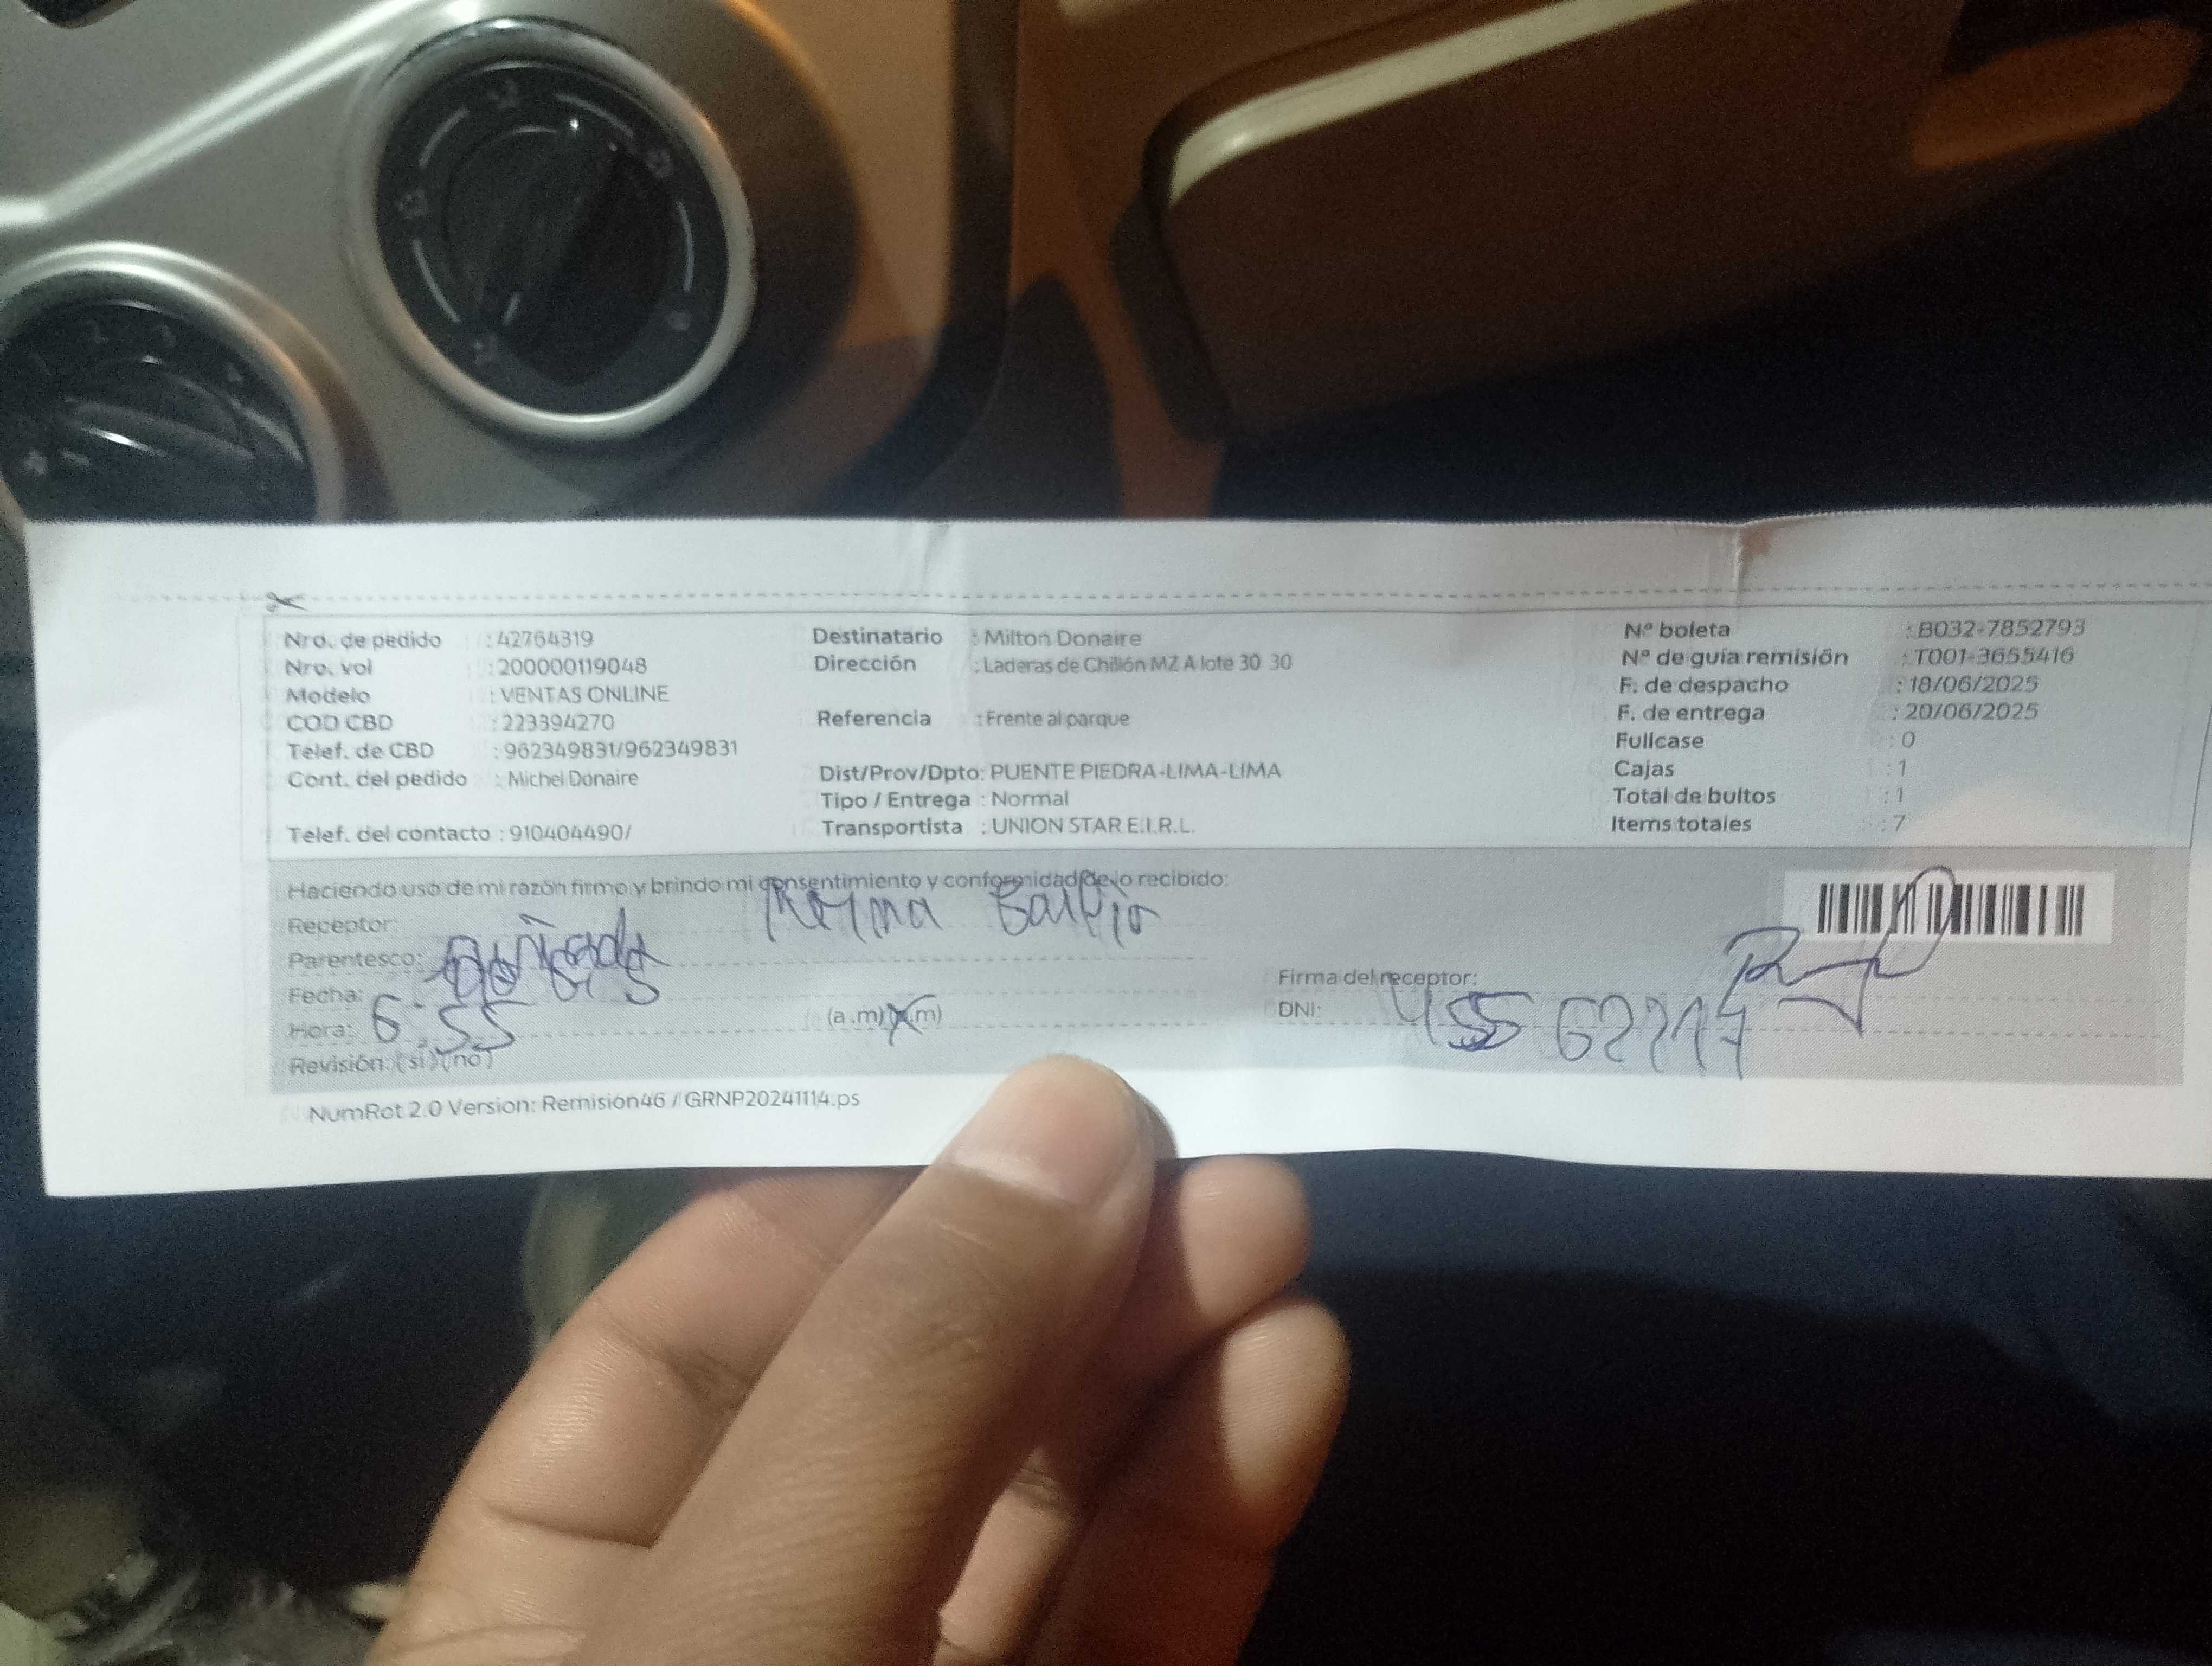 Nro. de pedido : 42764319
Nro. vol : 200000119048
Modelo : VENTAS ONLINE
COD CBD : 223394270
Telef. de CBD : 962349831/962349831
Cont. del pedido : Michel Donaire
Telef. del contacto : 910404490/
Destinatario : Milton Donaire
Dirección : Laderas de Chillón MZ A lote 30 30
Referencia : Frente al parque
Dist/Prov/Dpto: PUENTE PIEDRA-LIMA-LIMA
Tipo / Entrega : Normal
Transportista : UNION STAR E.I.R.L.
Nº boleta : B032-7852793
Nª de guía remisión : T001-3655416
F. de despacho : 18/06/2025
F. de entrega : 20/06/2025
Fullcase : 0
Cajas : 1
Total de bultos : 1
Items totales : 7
Haciendo uso de mi razón firmo y brindo mi consentimiento y conformidad de lo recibido:
Receptor:
Parentesco:
Fecha:
Hora: 6:55 (a.m) (p.m)
Revisión: (si) (no)
Firma del receptor:
DNI:
NumRot 2.0 Version: Remision46 / GRNP20241114.ps